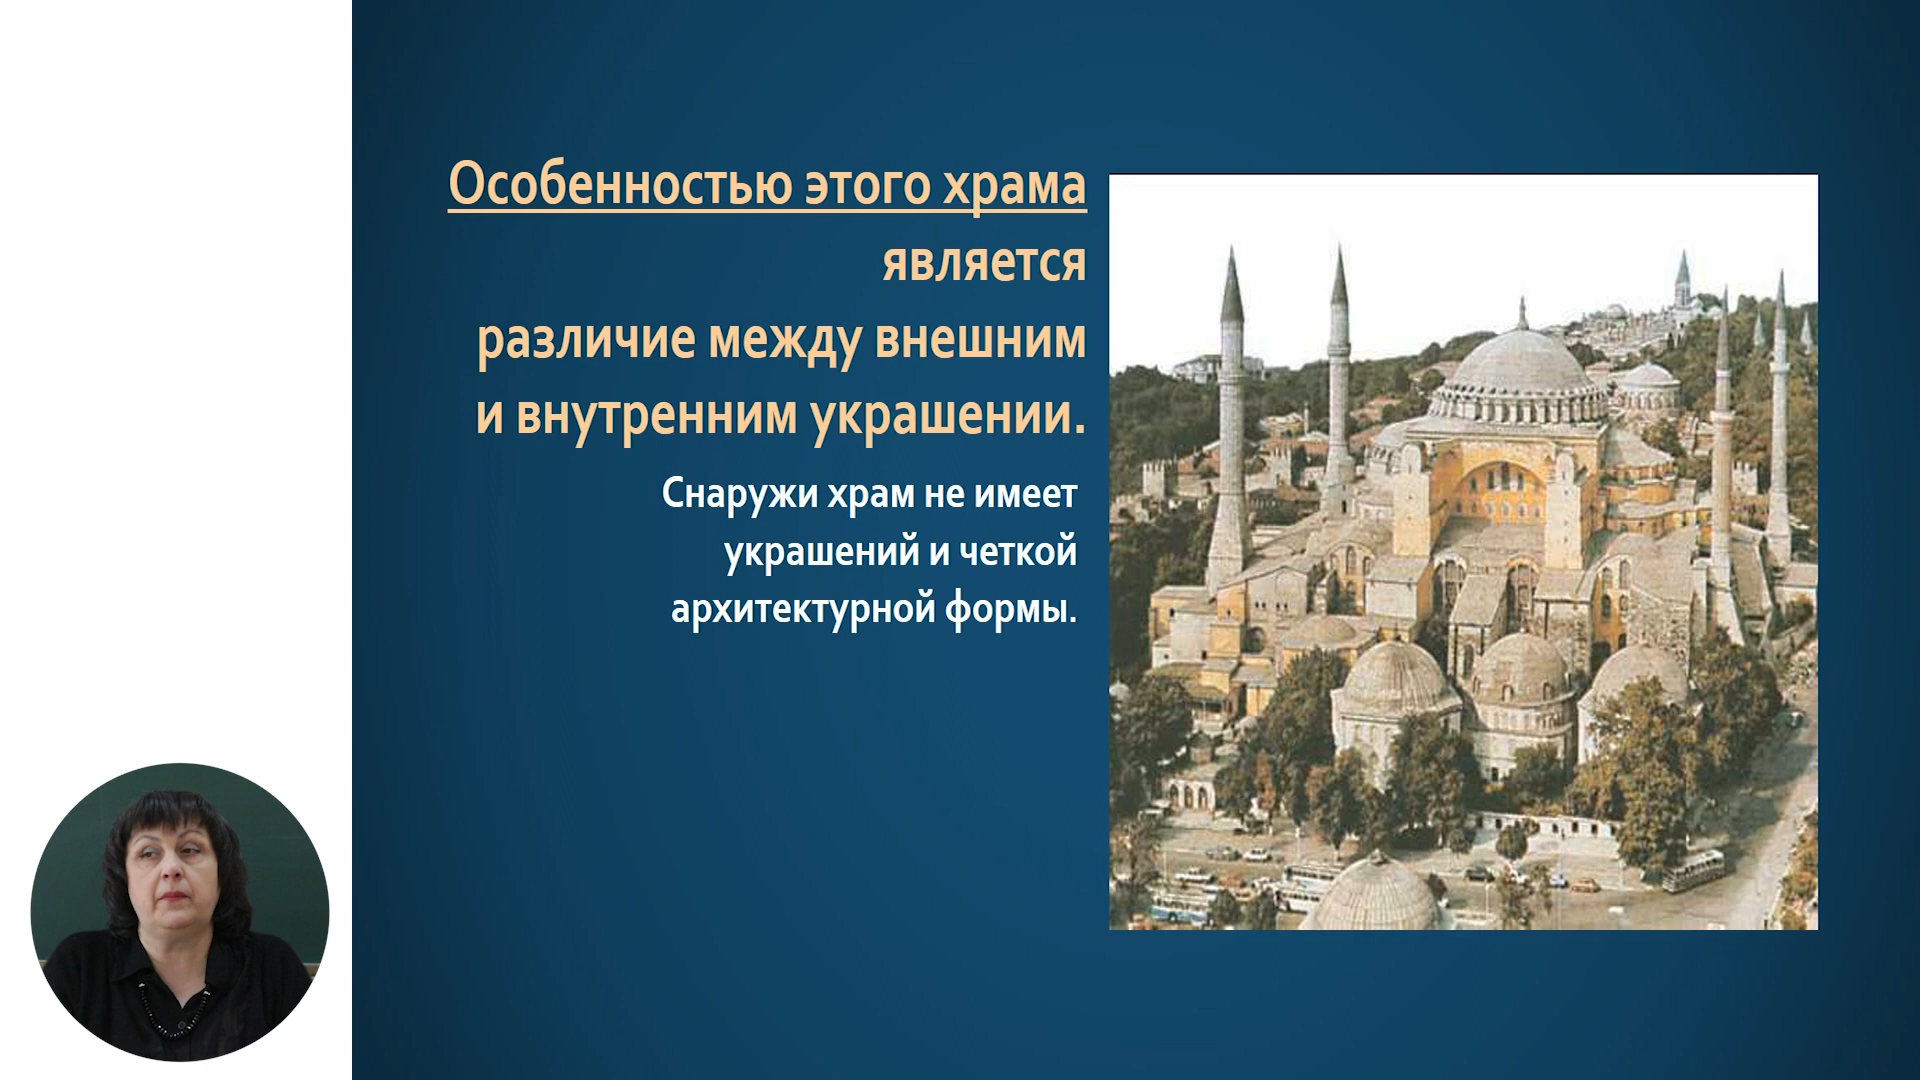 Особенностью этого храма
является
различие между внешним
и внутренним украшении.
Снаружи храм не имеет
украшений и четкой
архитектурной формы.